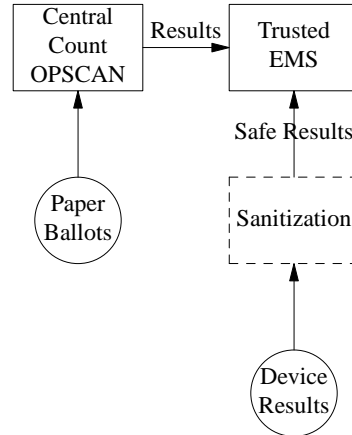 Central
Count
OPSCAN
Results
Trusted
EMS
Safe Results
Paper
Ballots
Sanitization
Device
Results